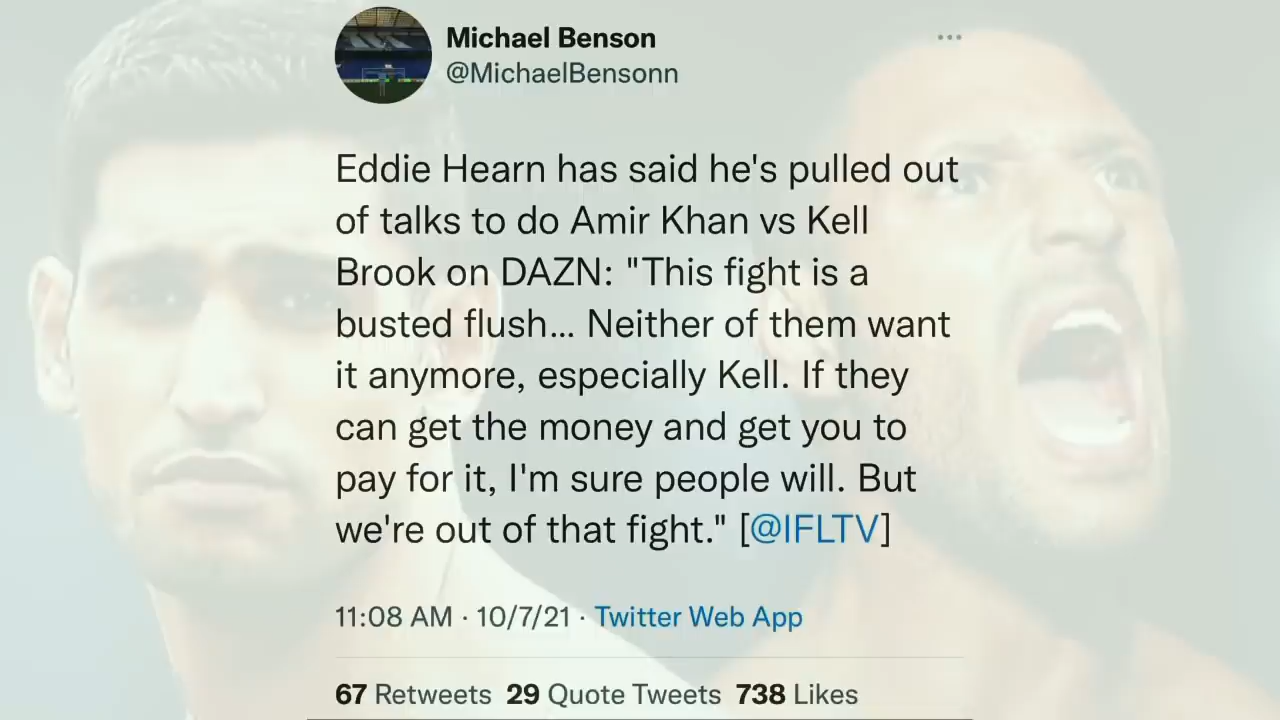 Michael Benson
@MichaelBensonn
Eddie Hearn has said he's pulled out
of talks to do Amir Khan vs Kell
Brook on DAZN: "This fight is a
busted flush... Neither of them want
it anymore, especially Kell. If they
can get the money and get you to
pay for it, I'm sure people will. But
we're out of that fight." [@IFLTV]
11:08 AM · 10/7/21 · Twitter Web App
67 Retweets 29 Quote Tweets 738 Likes